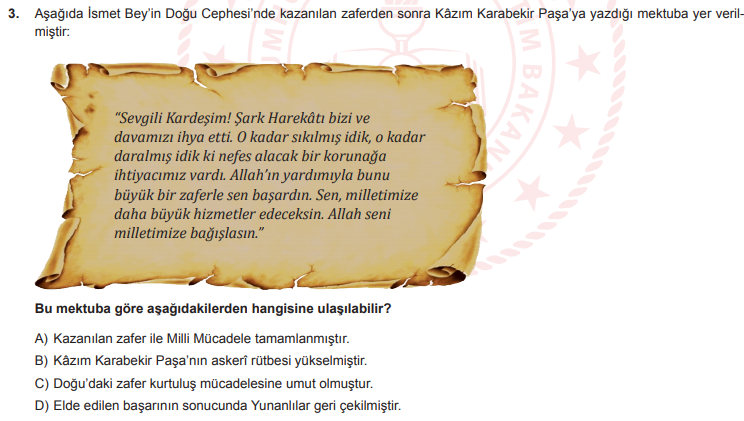 3. Aşağıda İsmet Bey'in Doğu Cephesi'nde kazanılan zaferden sonra Kâzım Karabekir Paşa'ya yazdığı mektuba yer veril-
miştir:
"Sevgili Kardeşim! Şark Harekâtı bizi ve
davamızı ihya etti. O kadar sıkılmış idik, o kadar
daralmış idik ki nefes alacak bir korunağa
ihtiyacımız vardı. Allah'n yardımıyla bunu
büyük bir zaferle sen başardın. Sen, milletimize
daha büyük hizmetler edeceksin. Allah seni
milletimize bağışlasın."
Bu mektuba göre aşağıdakilerden hangisine ulaşılabilir?
A) Kazanılan zafer ile Milli Mücadele tamamlanmıştır.
B) Kâzım Karabekir Paşa'nın askerî rütbesi yükselmiştir.
C) Doğu'daki zafer kurtuluş mücadelesine umut olmuştur.
D) Elde edilen başarının sonucunda Yunanlılar geri çekilmiştir.